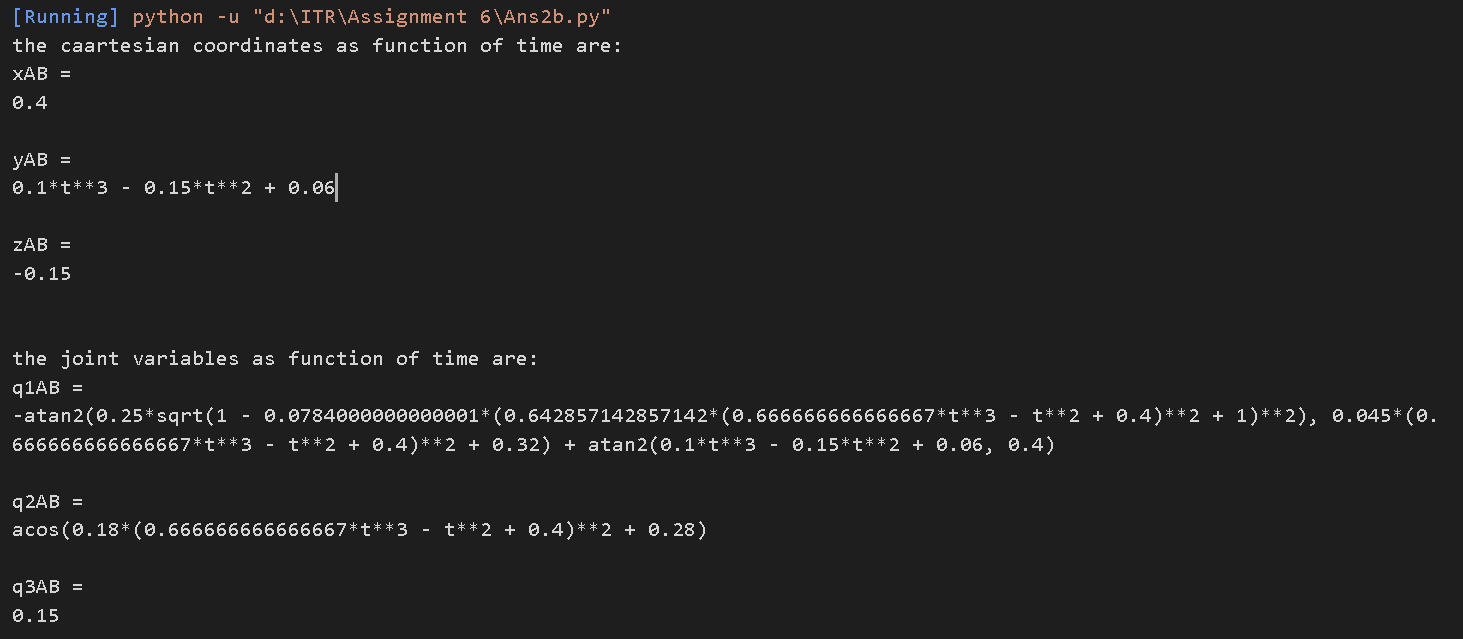 [Running] python -u "d:\ITR\Assignment 6\Ans2b.py"
the caartesian coordinates as function of time are:
xAB =
0.4
yAB =
0.1*t**3 - 0.15*t**2 + 0.06
zAB =
-0.15
the joint variables as function of time are:
q1AB =
-atan2(0.25*sqrt(1 - 0.0784000000000001*(0.642857142857142*(0.666666666666667*t**3 - t**2 + 0.4)**2 + 1)**2), 0.045*(0.
666666666666667*t**3 - t**2 + 0.4)**2 + 0.32) + atan2(0.1*t**3 - 0.15*t**2 + 0.06, 0.4)
q2AB =
acos(0.18*(0.666666666666667*t**3 - t**2 + 0.4)**2 + 0.28)
q3AB =
0.15